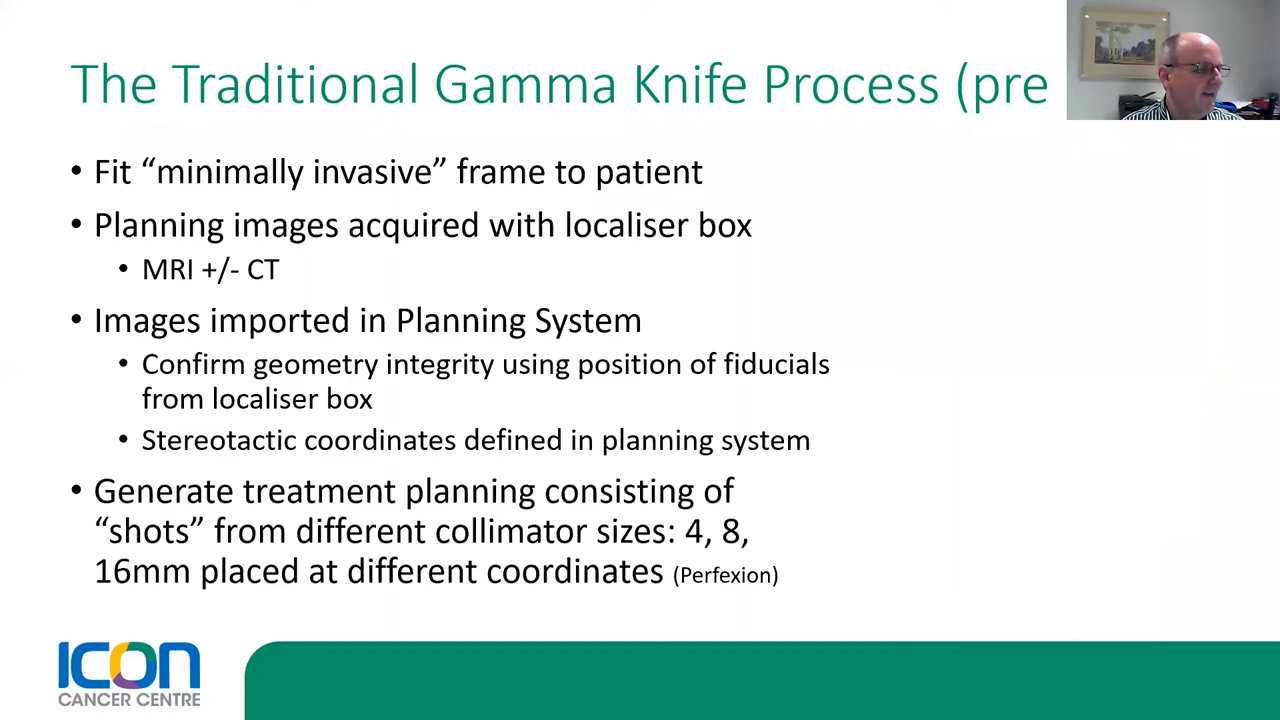 The Traditional Gamma Knife Process (pre
• Fit “minimally invasive” frame to patient
• Planning images acquired with localiser box
• MRI +/- CT
• Images imported in Planning System
• Confirm geometry integrity using position of fiducials
from localiser box
• Stereotactic coordinates defined in planning system
• Generate treatment planning consisting of
“shots” from different collimator sizes: 4, 8,
16mm placed at different coordinates (Perfexion)
ICON
CANCER CENTRE